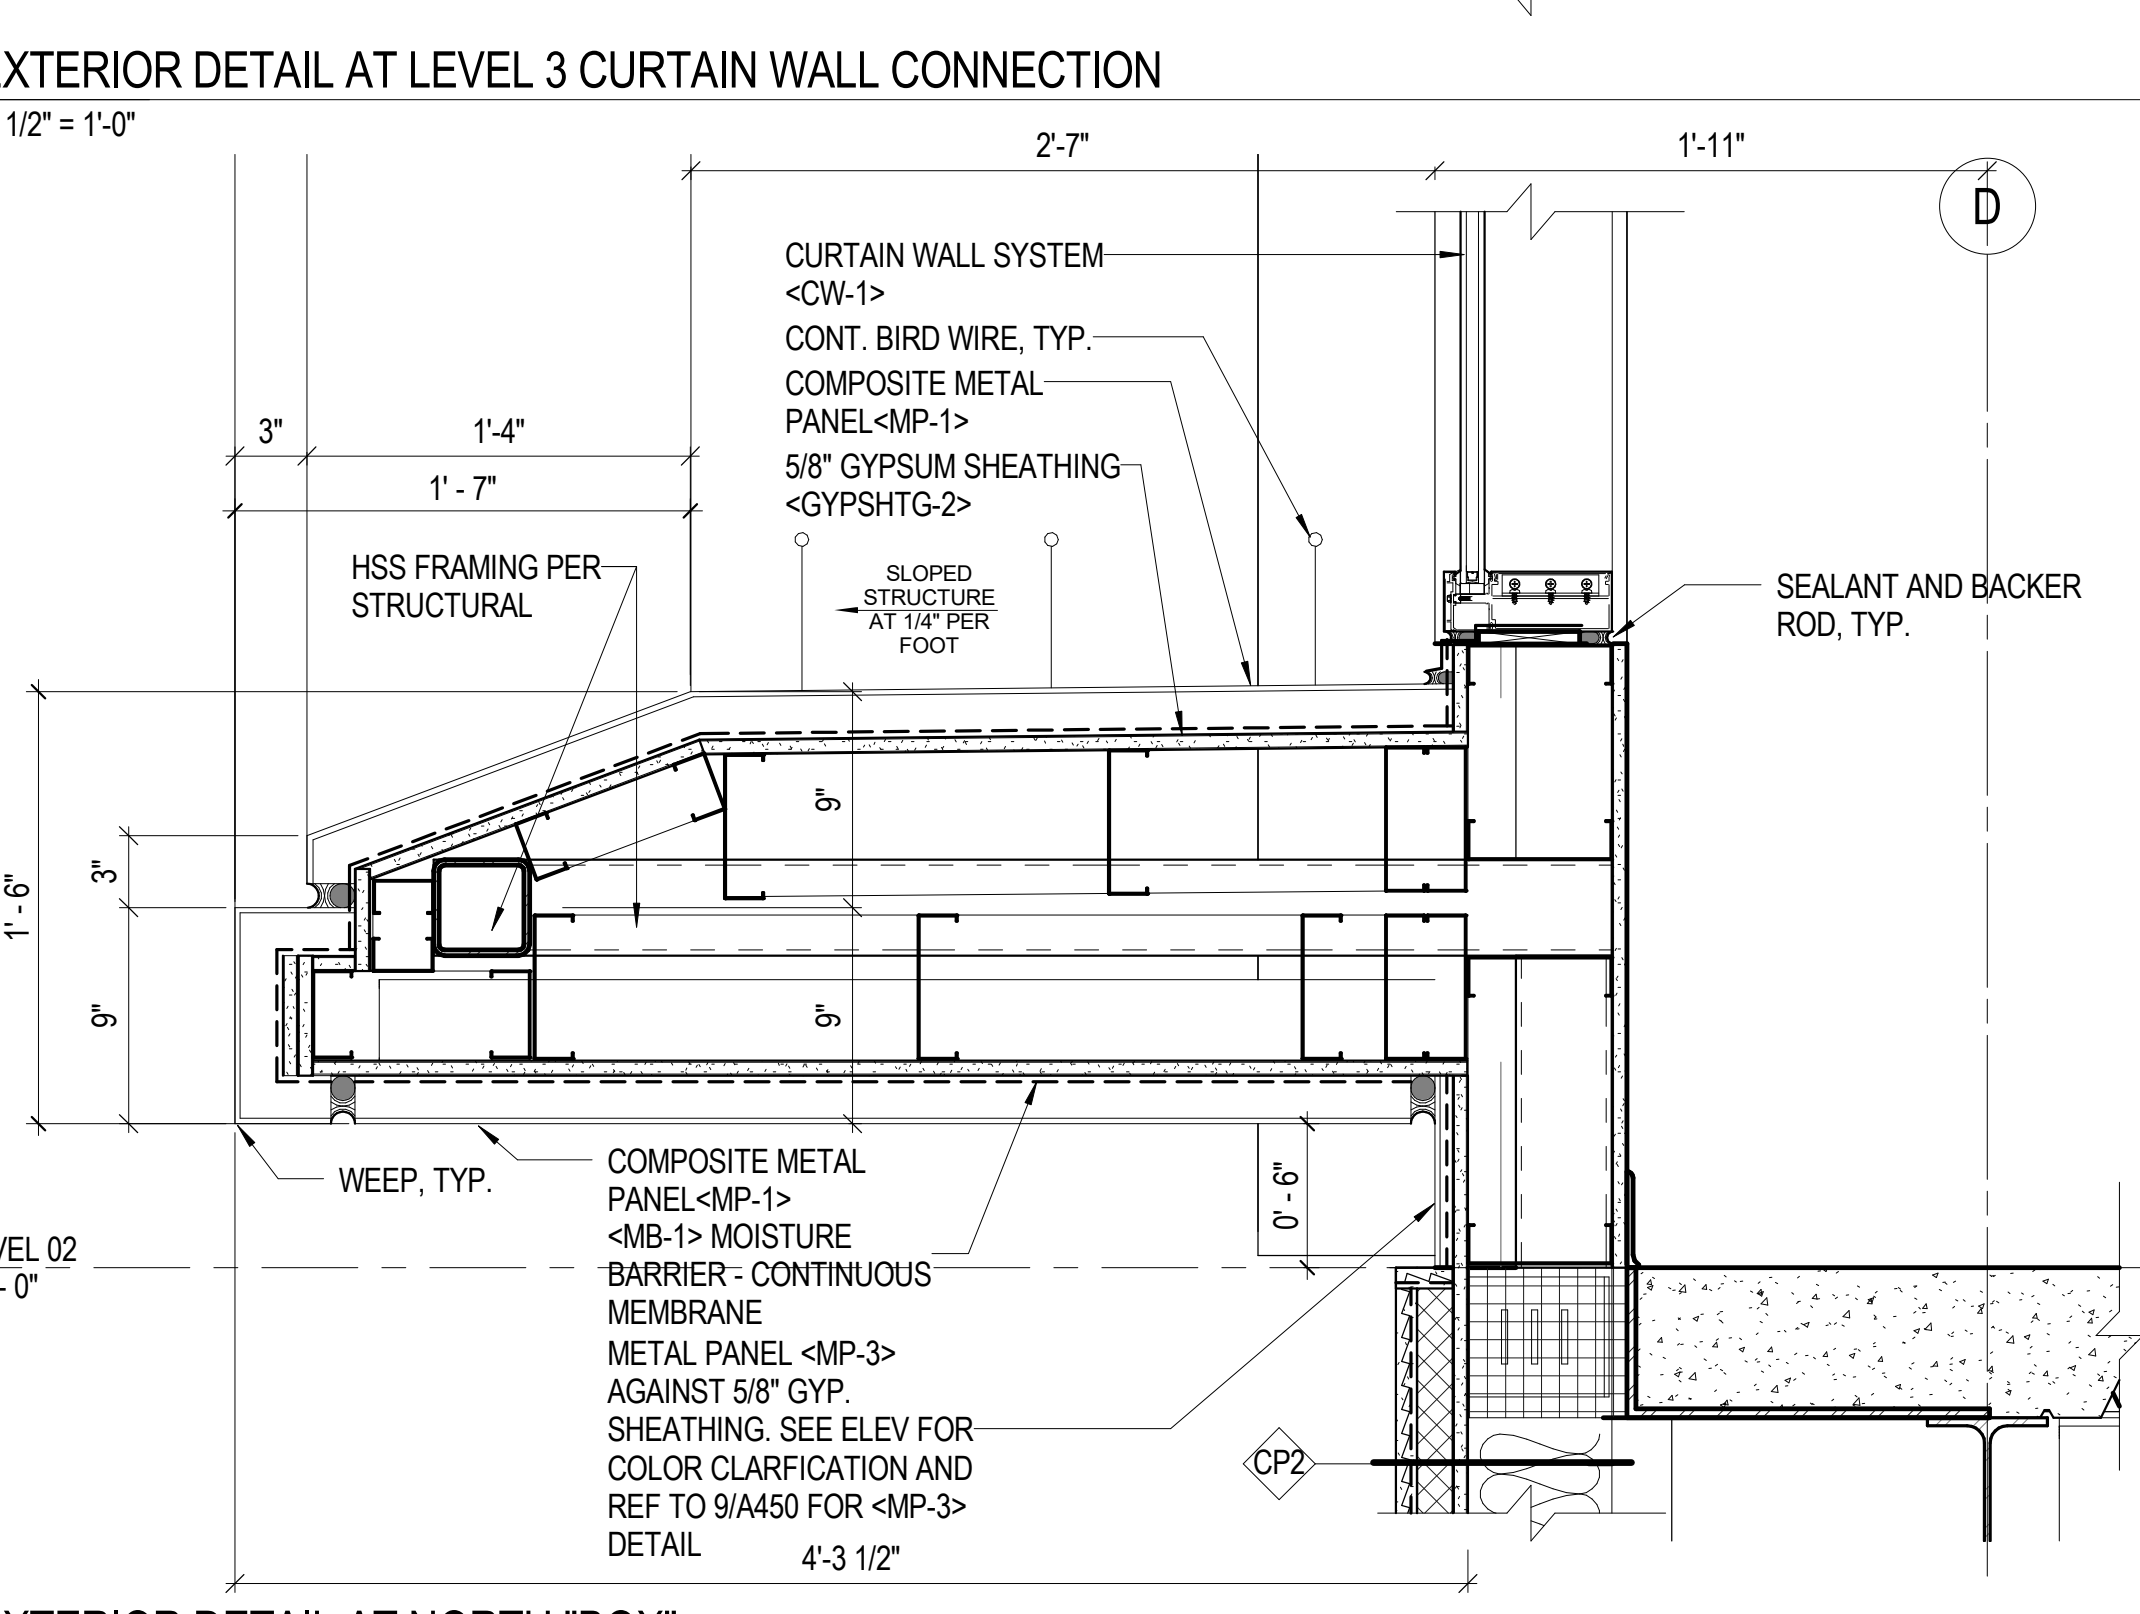 XTERIOR DETAIL AT LEVEL 3 CURTAIN WALL CONNECTION
1/2" = 1'-0"
2'-7"
1'-11"
D
CURTAIN WALL SYSTEM
<CW-1>
CONT. BIRD WIRE, TYP.
COMPOSITE METAL
PANEL<MP-1>
5/8" GYPSUM SHEATHING
<GYPSHTG-2>
3"
1'-4"
1' - 7"
HSS FRAMING PER
STRUCTURAL
SLOPED
STRUCTURE
AT 1/4" PER
FOOT
SEALANT AND BACKER
ROD, TYP.
1' - 6"
3"
9"
9"
9"
WEEP, TYP.
COMPOSITE METAL
PANEL<MP-1>
<MB-1> MOISTURE
BARRIER - CONTINUOUS
MEMBRANE
METAL PANEL <MP-3>
AGAINST 5/8" GYP.
SHEATHING. SEE ELEV FOR
COLOR CLARFICATION AND
REF TO 9/A450 FOR <MP-3>
DETAIL
0' - 6"
VEL 02
- 0"
CP2
4'-3 1/2"
XTERIOR DETAIL AT NORTH "BOX"